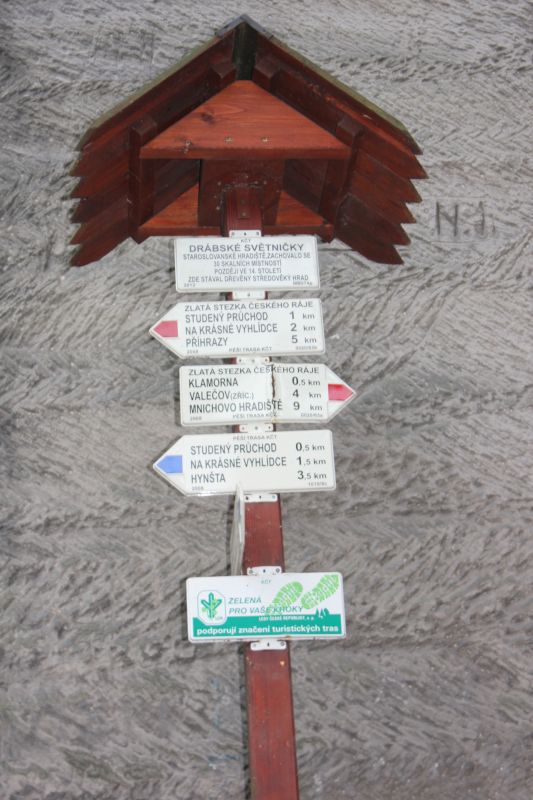 N.J.
KČT
DRÁBSKÉ SVĚTNIČKY
STAROSLOVANSKÉ HRADIŠTĚ,ZACHOVALO SE
30 SKALNÍCH MÍSTNOSTÍ
POZDĚJI VE 14. STOLETÍ
ZDE STÁVAL DŘEVĚNÝ STŘEDOVĚKÝ HRAD
2012
ZLATÁ STEZKA ČESKÉHO RÁJE
STUDENÝ PRŮCHOD 1 km
NA KRÁSNÉ VYHLÍDCE 2 km
PŘÍHRAZY 5 km
PĚŠÍ TRASA KČT
ZLATÁ STEZKA ČESKÉHO RÁJE
KLAMORNA 0,5 km
VALEČOV(ZŘÍC.) 4 km
MNICHOVO HRADIŠTĚ 9 km
PĚŠÍ TRASA KČT
PĚŠÍ TRASA KČT
STUDENÝ PRŮCHOD 0,5 km
NA KRÁSNÉ VYHLÍDCE 1,5 km
HYNŠTA 3,5 km
KČT
ZELENÁ
PRO VAŠE KROKY
LESY ČESKÉ REPUBLIKY, s. p.
podporují značení turistických tras